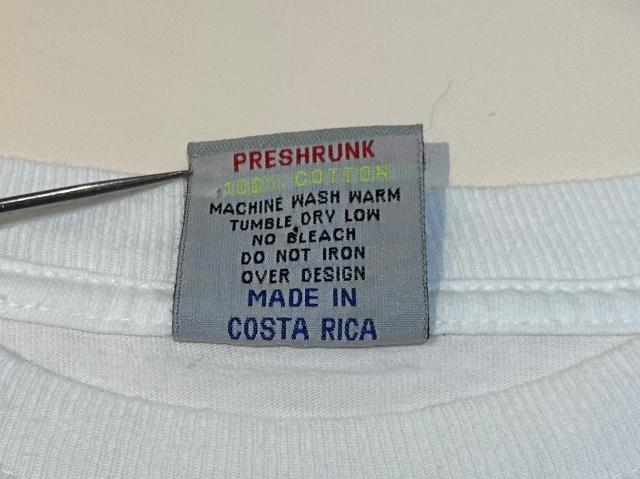 PRESHRUNK
100% COTTON
MACHINE WASH WARM
TUMBLE DRY LOW
NO BLEACH
DO NOT IRON
OVER DESIGN
MADE IN
COSTA RICA